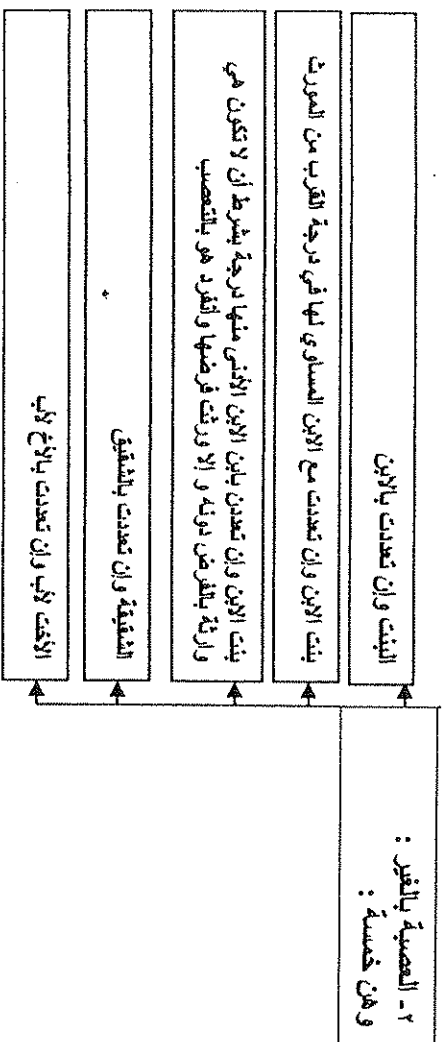 ٢- العصبة بالغير :
وهن خمسة :
البنت وإن تعددت بالابن
بنت الابن وإن تعددت مع الابن المساوي لها في درجة القرب من المورث
بنت الابن وإن تعددن بابن الابن الأدنى منها درجة بشرط أن لا تكون هي
وارثة بالفرض دونه و إلا ورثت فرضها وانفرد هو بالتعصب
الشقيقة وإن تعددت بالشقيق
الأخت لأب وإن تعددت بالأخ لأب